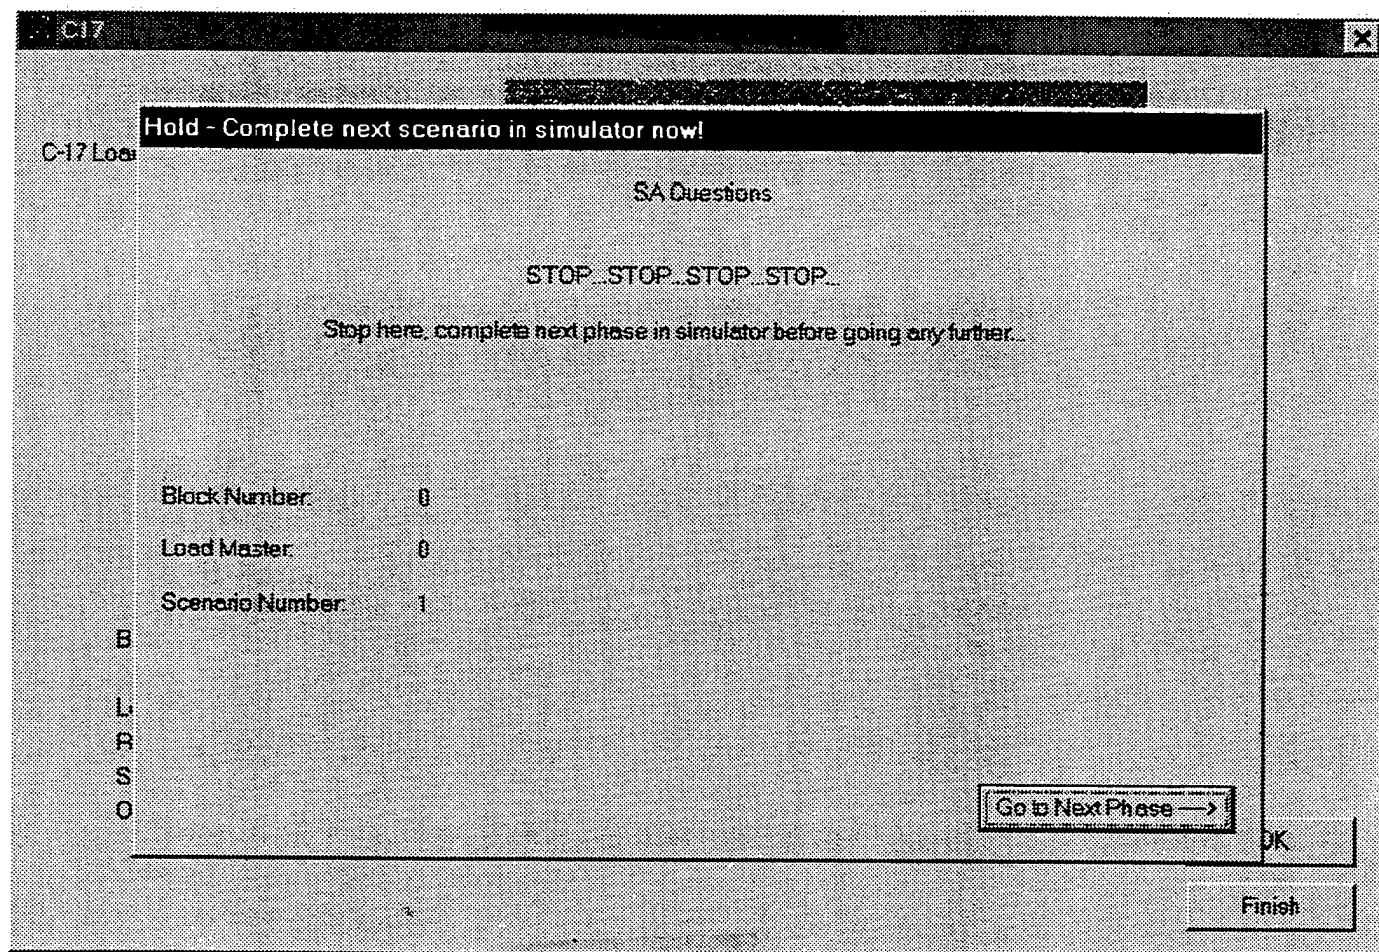 C17
Hold - Complete next scenario in simulator now!
C-17 Loa
SA Questions
STOP...STOP...STOP...STOP...
Stop here, complete next phase in simulator before going any further...
Block Number: 0
Load Master: 0
Scenario Number: 1
B
L
R
S
O
Go to Next Phase --->
OK
Finish